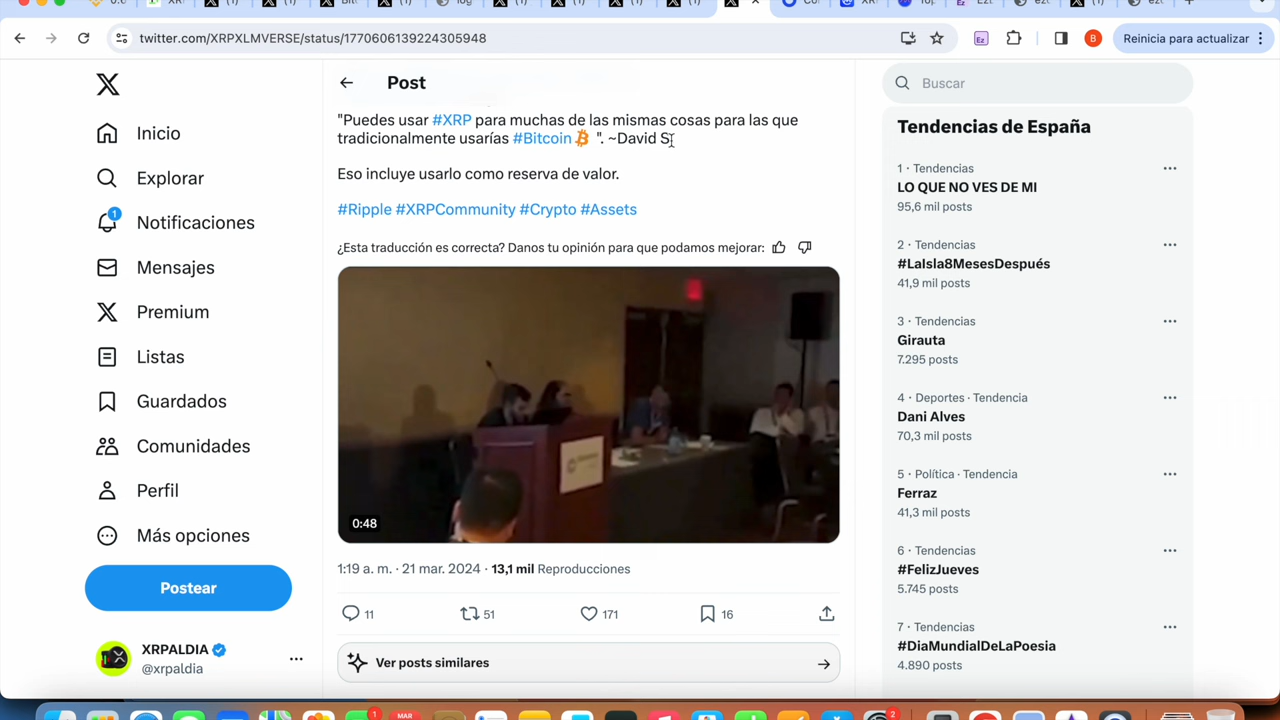 twitter.com/XRPXLMVERSE/status/1770606139224305948
Reinicia para actualizar
B
Ez
Post
Buscar
"Puedes usar #XRP para muchas de las mismas cosas para las que
tradicionalmente usarías #Bitcoin ". ~David S
Eso incluye usarlo como reserva de valor.
#Ripple #XRPCommunity #Crypto #Assets
¿Esta traducción es correcta? Danos tu opinión para que podamos mejorar:
0:48
1:19 a. m. · 21 mar. 2024 · 13,1 mil Reproducciones
11
51
171
16
Ver posts similares
Inicio
Explorar
1
Notificaciones
Mensajes
Premium
Listas
Guardados
Comunidades
Perfil
Más opciones
Postear
XRPALDIA
@xrpaldia
Tendencias de España
1 · Tendencias
LO QUE NO VES DE MI
95,6 mil posts
2 · Tendencias
#LaIsla8MesesDespués
41,9 mil posts
3 · Tendencias
Girauta
7.295 posts
4 · Deportes · Tendencia
Dani Alves
70,3 mil posts
5 · Política · Tendencia
Ferraz
41,3 mil posts
6 · Tendencias
#FelizJueves
5.745 posts
7 · Tendencias
#DiaMundialDeLaPoesia
4.890 posts
1
MAR
2